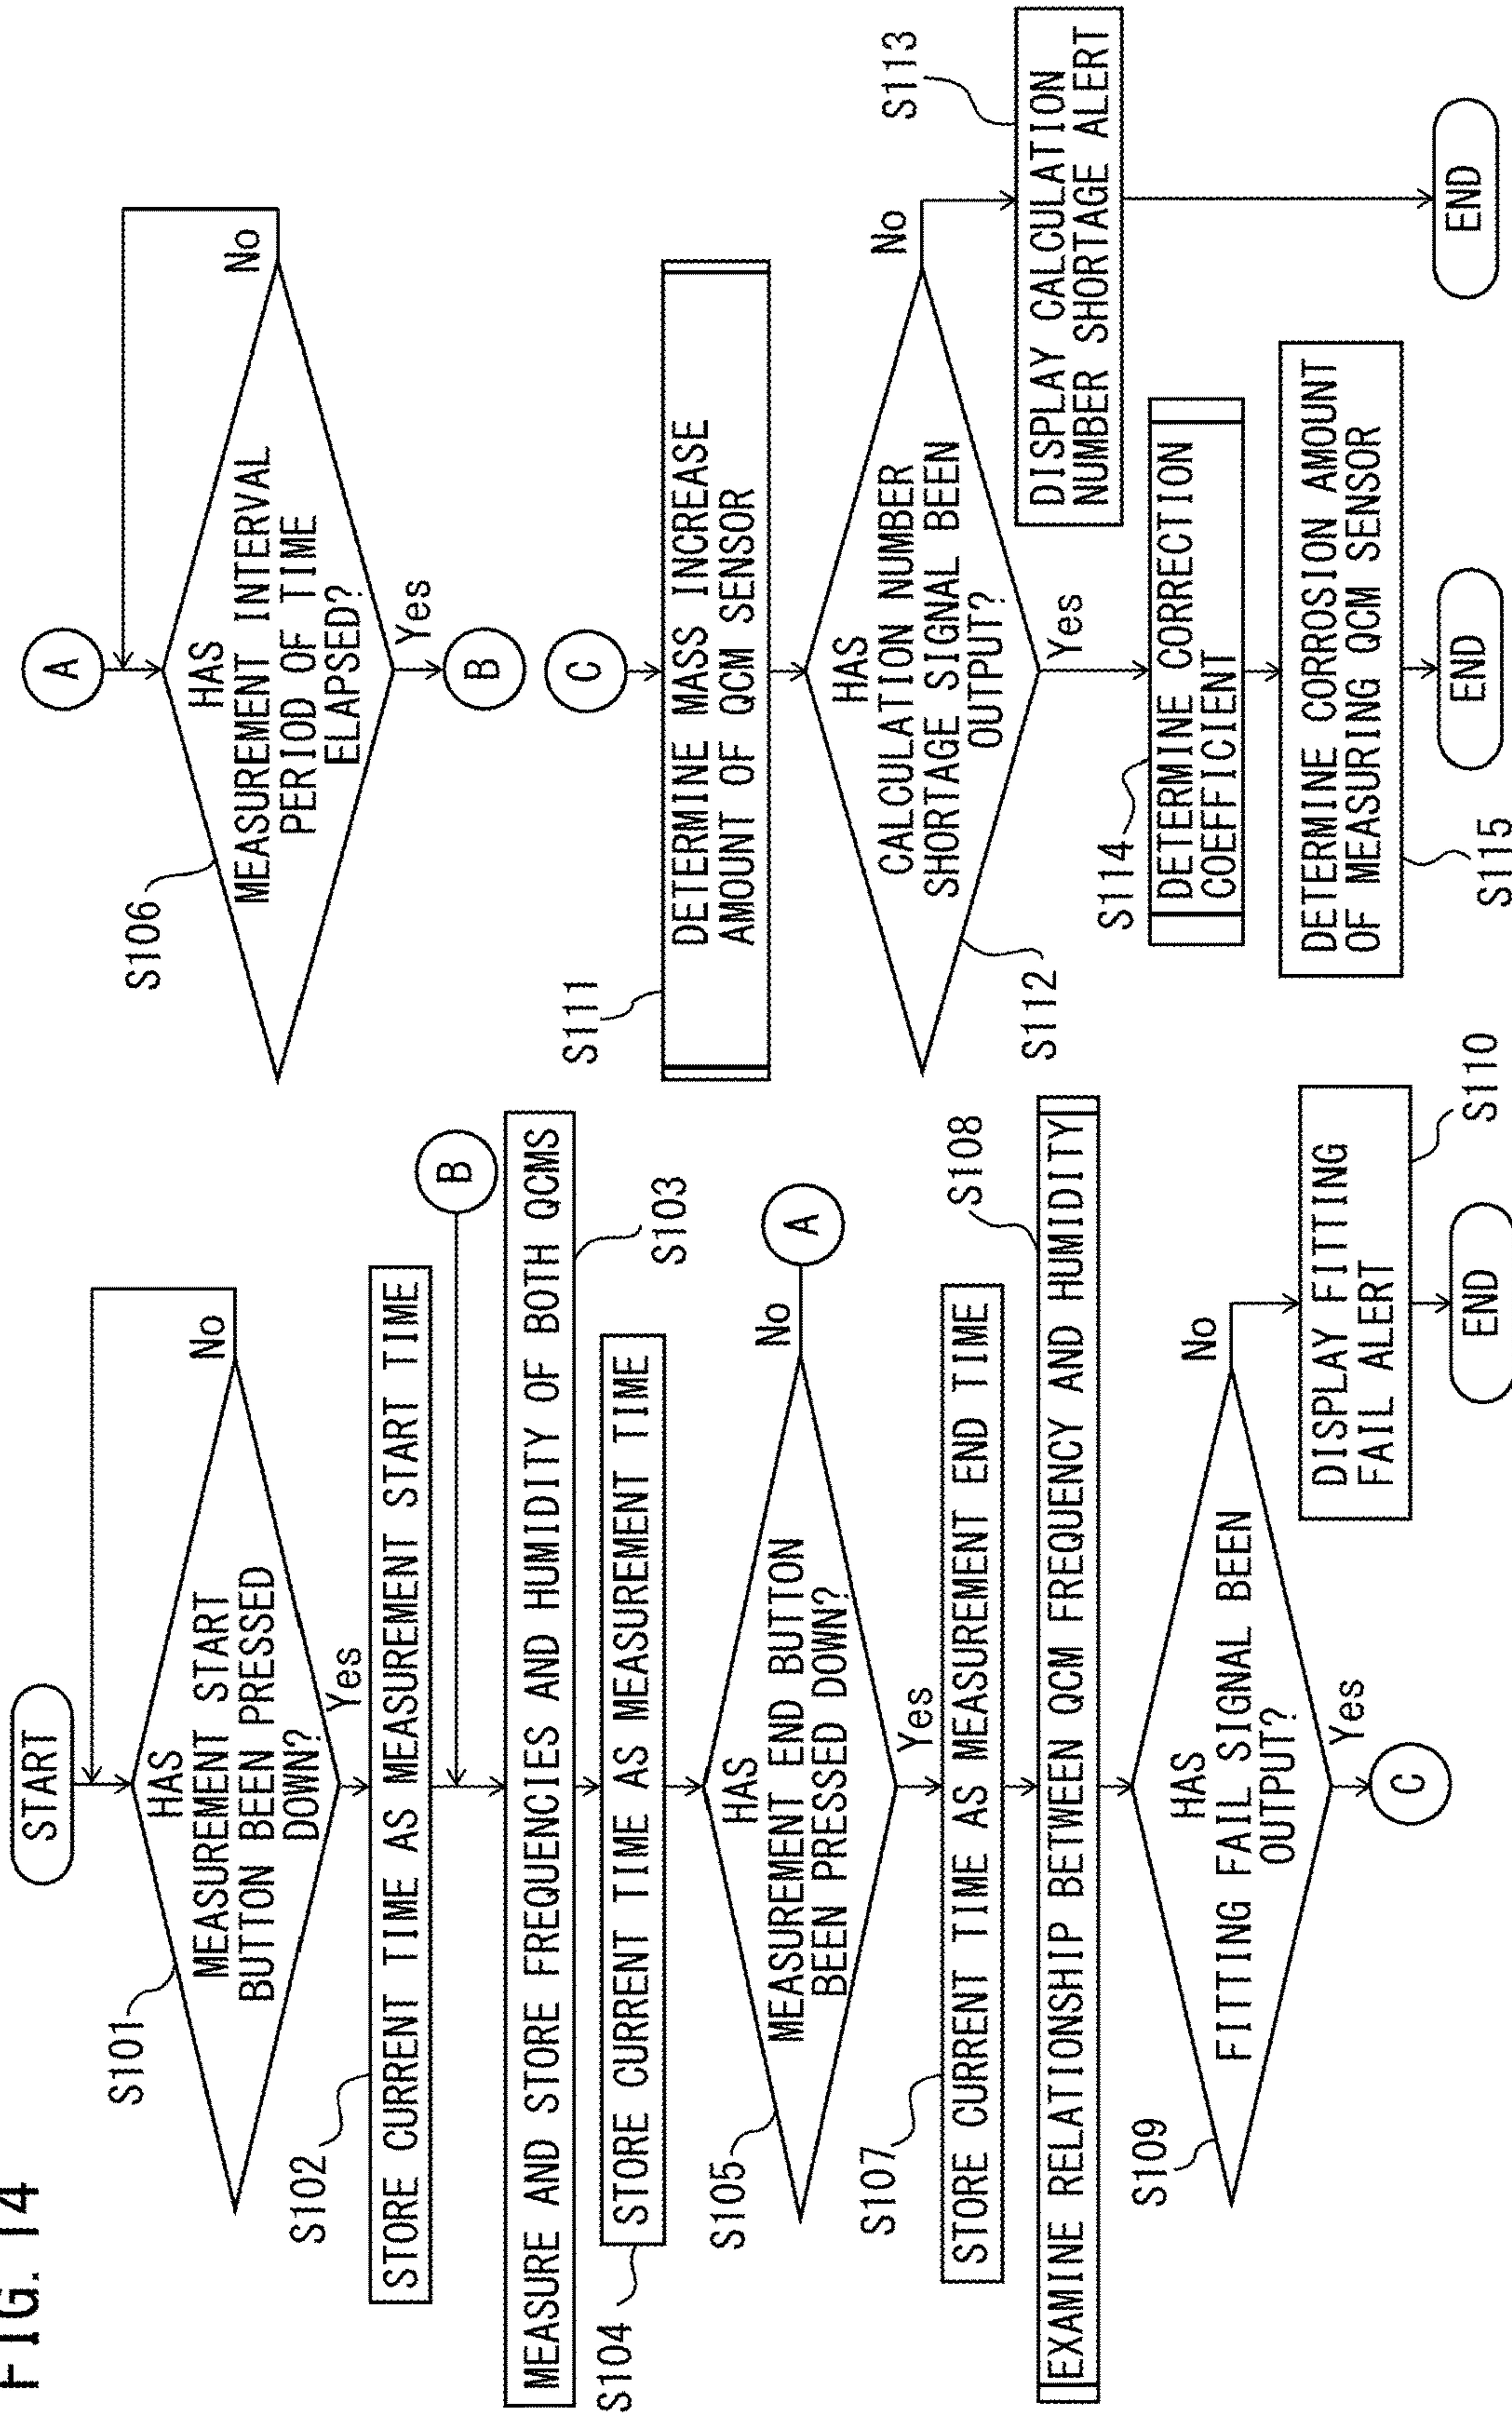 FIG. 14
START
HAS
MEASUREMENT START
BUTTON BEEN PRESSED
DOWN?
No
Yes
S101
STORE CURRENT TIME AS MEASUREMENT START TIME
S102
B
MEASURE AND STORE FREQUENCIES AND HUMIDITY OF BOTH QCMS
S103
STORE CURRENT TIME AS MEASUREMENT TIME
S104
HAS
MEASUREMENT END BUTTON
BEEN PRESSED DOWN?
No
A
Yes
S105
STORE CURRENT TIME AS MEASUREMENT END TIME
S107
EXAMINE RELATIONSHIP BETWEEN QCM FREQUENCY AND HUMIDITY
S108
HAS
FITTING FAIL SIGNAL BEEN
OUTPUT?
No
Yes
S109
C
DISPLAY FITTING
FAIL ALERT
S110
END
A
HAS
MEASUREMENT INTERVAL
PERIOD OF TIME
ELAPSED?
No
Yes
S106
B
C
DETERMINE MASS INCREASE
AMOUNT OF QCM SENSOR
S111
HAS
CALCULATION NUMBER
SHORTAGE SIGNAL BEEN
OUTPUT?
No
Yes
S112
DISPLAY CALCULATION
NUMBER SHORTAGE ALERT
S113
END
DETERMINE CORRECTION
COEFFICIENT
S114
DETERMINE CORROSION AMOUNT
OF MEASURING QCM SENSOR
S115
END